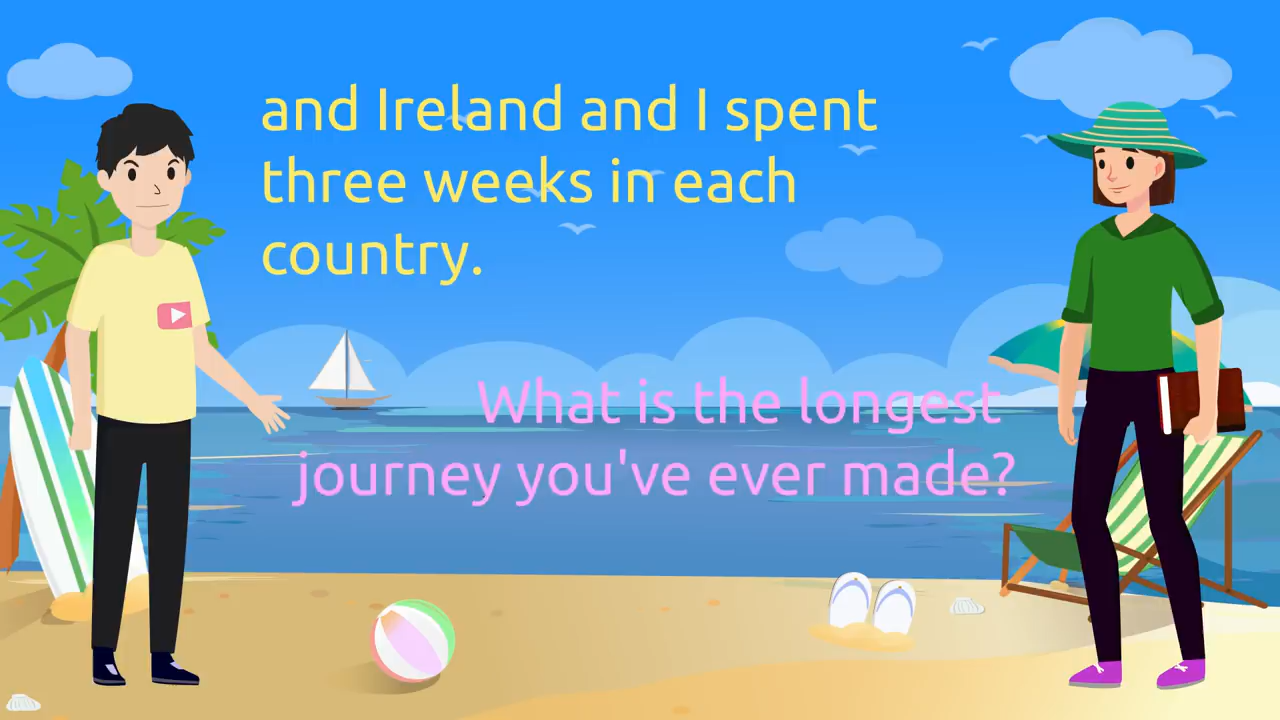 and Ireland and I spent
three weeks in each
country.
What is the longest
journey you've ever made?